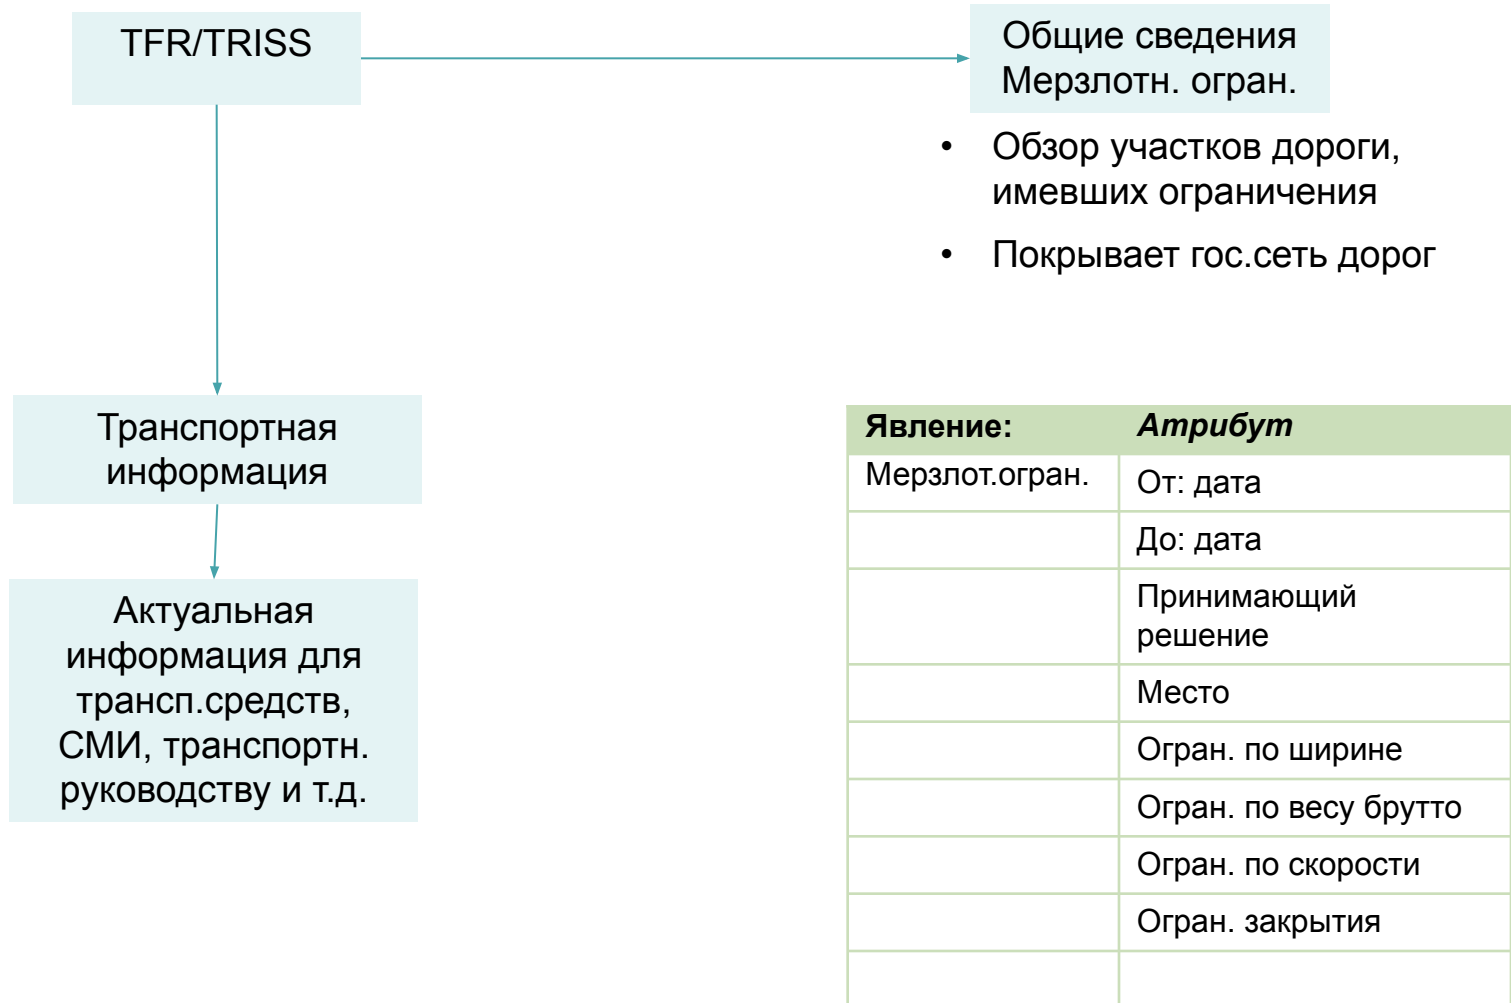 TFR/TRISS
Общие сведения
Мерзлотн. огран.
• Обзор участков дороги,
имевших ограничения
• Покрывает гос.сеть дорог
Транспортная
информация
Актуальная
информация для
трансп.средств,
СМИ, транспортн.
руководству и т.д.
Явление: Атрибут
Мерзлот.огран. От: дата
До: дата
Принимающий
решение
Место
Огран. по ширине
Огран. по весу брутто
Огран. по скорости
Огран. закрытия